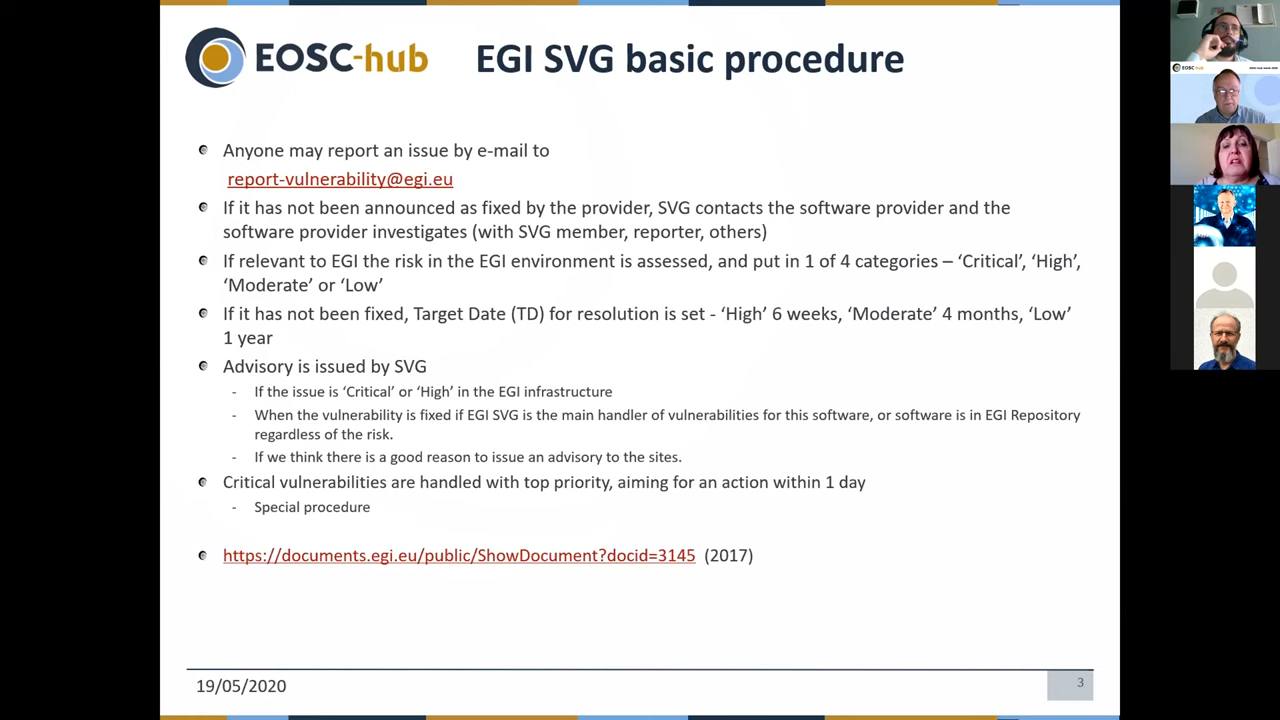 EOSC-hub
EGI SVG basic procedure
Anyone may report an issue by e-mail to
report-vulnerability@egi.eu
If it has not been announced as fixed by the provider, SVG contacts the software provider and the
software provider investigates (with SVG member, reporter, others)
If relevant to EGI the risk in the EGI environment is assessed, and put in 1 of 4 categories – ‘Critical’, ‘High’,
‘Moderate’ or ‘Low’
If it has not been fixed, Target Date (TD) for resolution is set - ‘High’ 6 weeks, ‘Moderate’ 4 months, ‘Low’
1 year
Advisory is issued by SVG
- If the issue is ‘Critical’ or ‘High’ in the EGI infrastructure
- When the vulnerability is fixed if EGI SVG is the main handler of vulnerabilities for this software, or software is in EGI Repository
regardless of the risk.
- If we think there is a good reason to issue an advisory to the sites.
Critical vulnerabilities are handled with top priority, aiming for an action within 1 day
- Special procedure
https://documents.egi.eu/public/ShowDocument?docid=3145 (2017)
19/05/2020
3